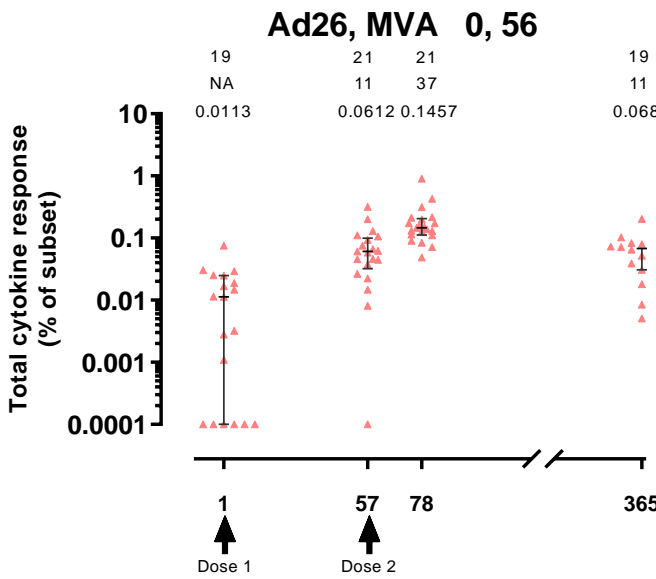 Ad26, MVA 0, 56
19 21 21 19
NA 11 37 11
0.0113 0.0612 0.1457 0.068
Total cytokine response
(% of subset)
10
1
0.1
0.01
0.001
0.0001
1 57 78 365
Dose 1 Dose 2